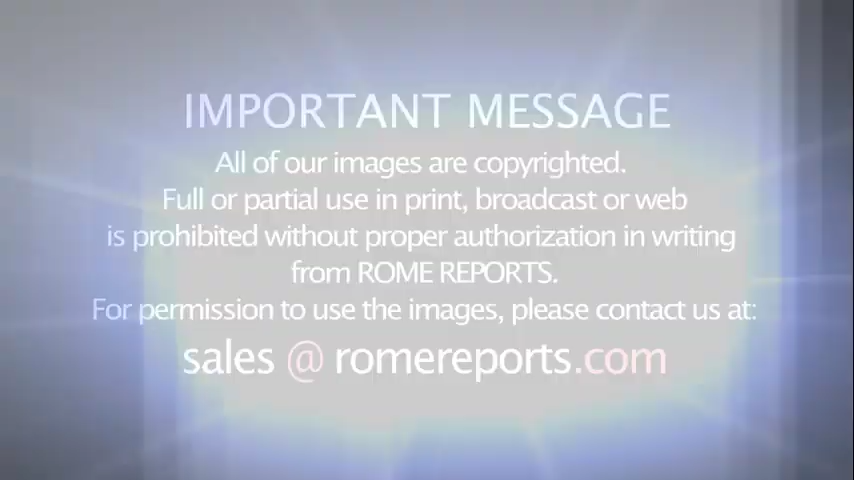 IMPORTANT MESSAGE
All of our images are copyrighted.
Full or partial use in print, broadcast or web
is prohibited without proper authorization in writing
from ROME REPORTS.
For permission to use the images, please contact us at:
sales @ romereports.com